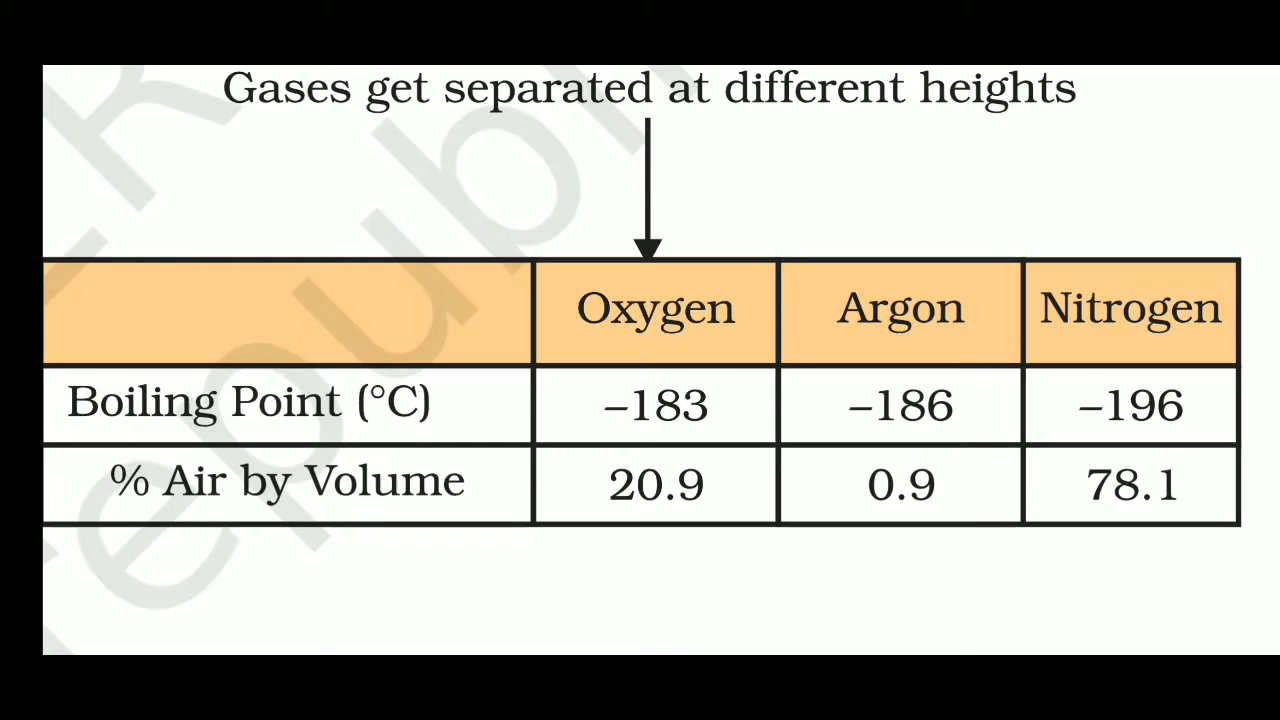 Gases get separated at different heights
Oxygen Argon Nitrogen
Boiling Point (°C) –183 –186 –196
% Air by Volume 20.9 0.9 78.1